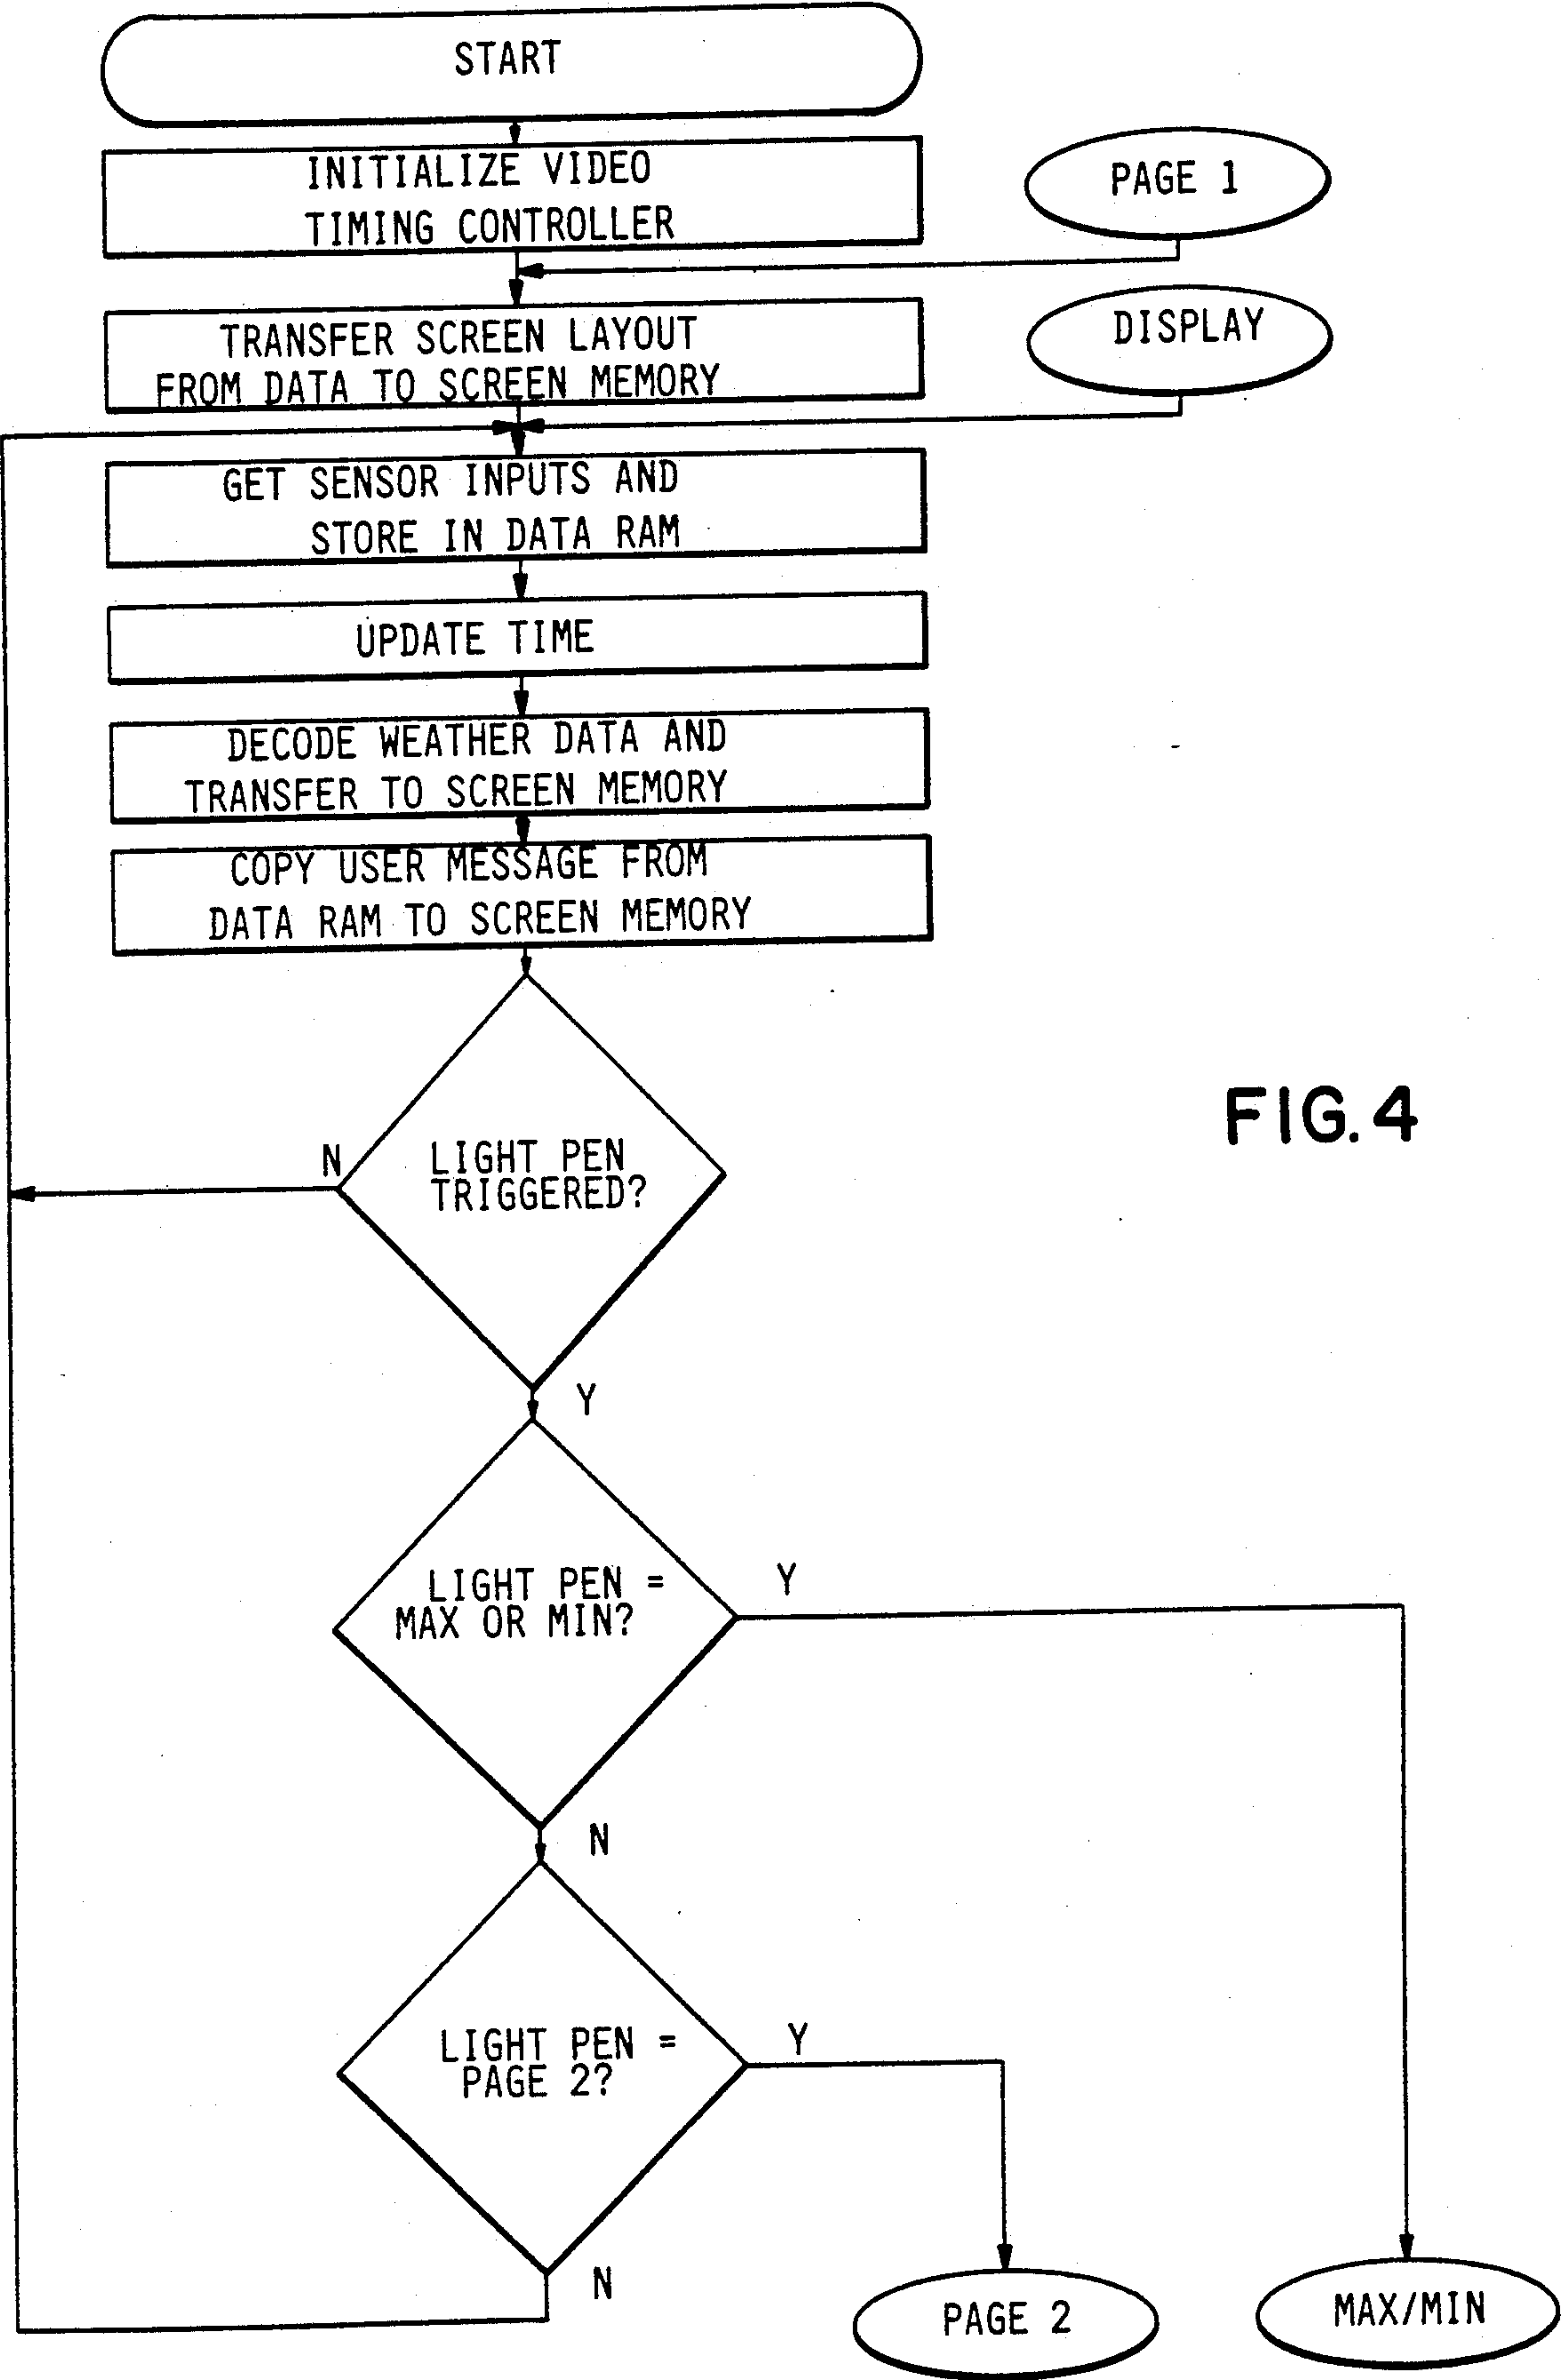 START
INITIALIZE VIDEO
TIMING CONTROLLER
PAGE 1
TRANSFER SCREEN LAYOUT
FROM DATA TO SCREEN MEMORY
DISPLAY
GET SENSOR INPUTS AND
STORE IN DATA RAM
UPDATE TIME
DECODE WEATHER DATA AND
TRANSFER TO SCREEN MEMORY
COPY USER MESSAGE FROM
DATA RAM TO SCREEN MEMORY
FIG. 4
N
LIGHT PEN
TRIGGERED?
Y
LIGHT PEN =
MAX OR MIN?
Y
N
LIGHT PEN =
PAGE 2?
Y
N
PAGE 2
MAX/MIN